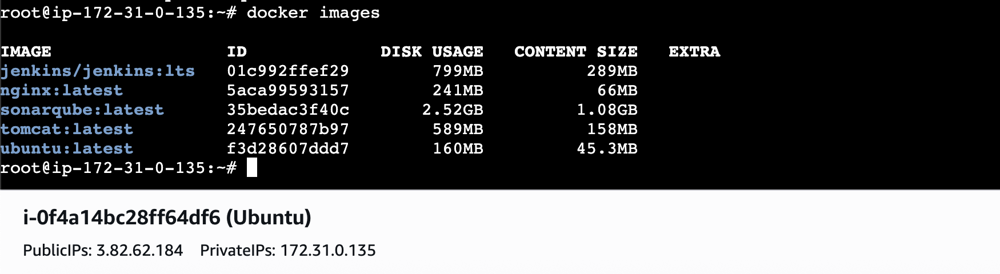 root@ip-172-31-0-135:~# docker images
IMAGE ID DISK USAGE CONTENT SIZE EXTRA
jenkins/jenkins:lts 01c992ffef29 799MB 289MB
nginx:latest 5aca99593157 241MB 66MB
sonarqube:latest 35bedac3f40c 2.52GB 1.08GB
tomcat:latest 247650787b97 589MB 158MB
ubuntu:latest f3d28607ddd7 160MB 45.3MB
root@ip-172-31-0-135:~#
i-0f4a14bc28ff64df6 (Ubuntu)
PublicIPs: 3.82.62.184 PrivateIPs: 172.31.0.135